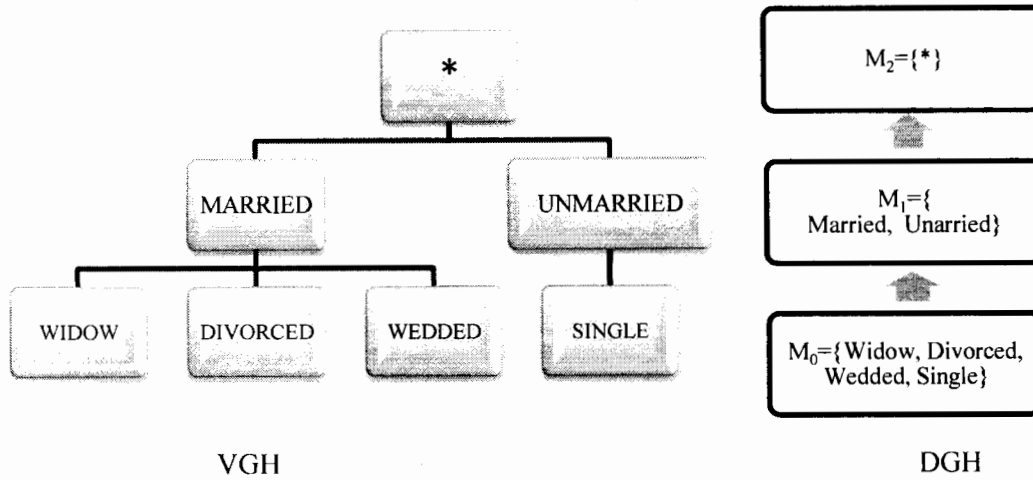 *
MARRIED
UNMARRIED
WIDOW
DIVORCED
WEDDED
SINGLE
VGH
M₂={*}
M₁={
Married, Unarried}
M₀={Widow, Divorced,
Wedded, Single}
DGH